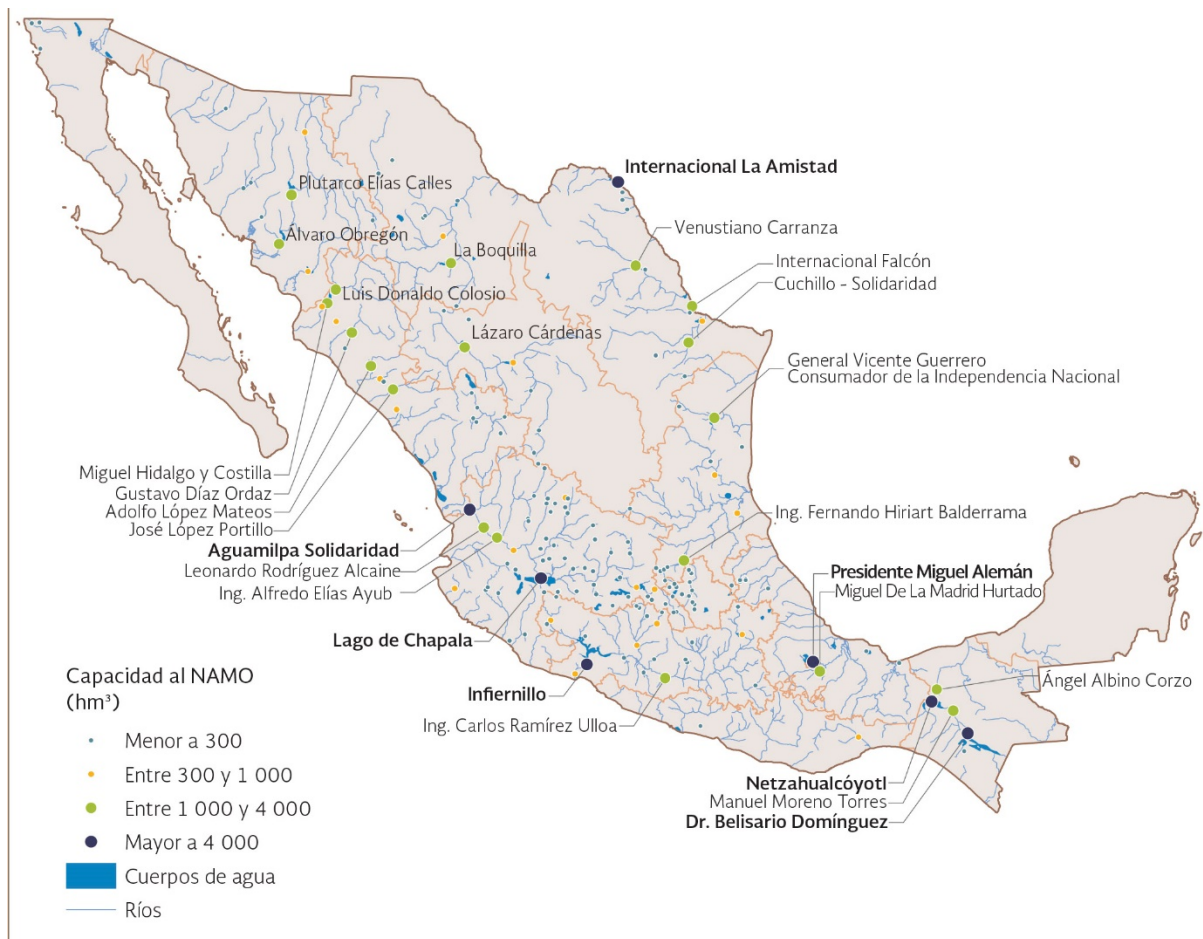 Internacional La Amistad
Plutarco Elías Calles
Venustiano Carranza
Álvaro Obregón
La Boquilla
Internacional Falcón
Cuchillo - Solidaridad
Luis Donaldo Colosio
Lázaro Cárdenas
General Vicente Guerrero
Consumador de la Independencia Nacional
Miguel Hidalgo y Costilla
Gustavo Díaz Ordaz
Adolfo López Mateos
José López Portillo
Ing. Fernando Hiriart Balderrama
Aguamilpa Solidaridad
Leonardo Rodríguez Alcaine
Ing. Alfredo Elías Ayub
Presidente Miguel Alemán
Miguel De La Madrid Hurtado
Lago de Chapala
Infiernillo
Ángel Albino Corzo
Ing. Carlos Ramírez Ulloa
Netzahualcóyotl
Manuel Moreno Torres
Dr. Belisario Domínguez
Capacidad al NAMO
(hm³)
Menor a 300
Entre 300 y 1 000
Entre 1 000 y 4 000
Mayor a 4 000
Cuerpos de agua
Ríos